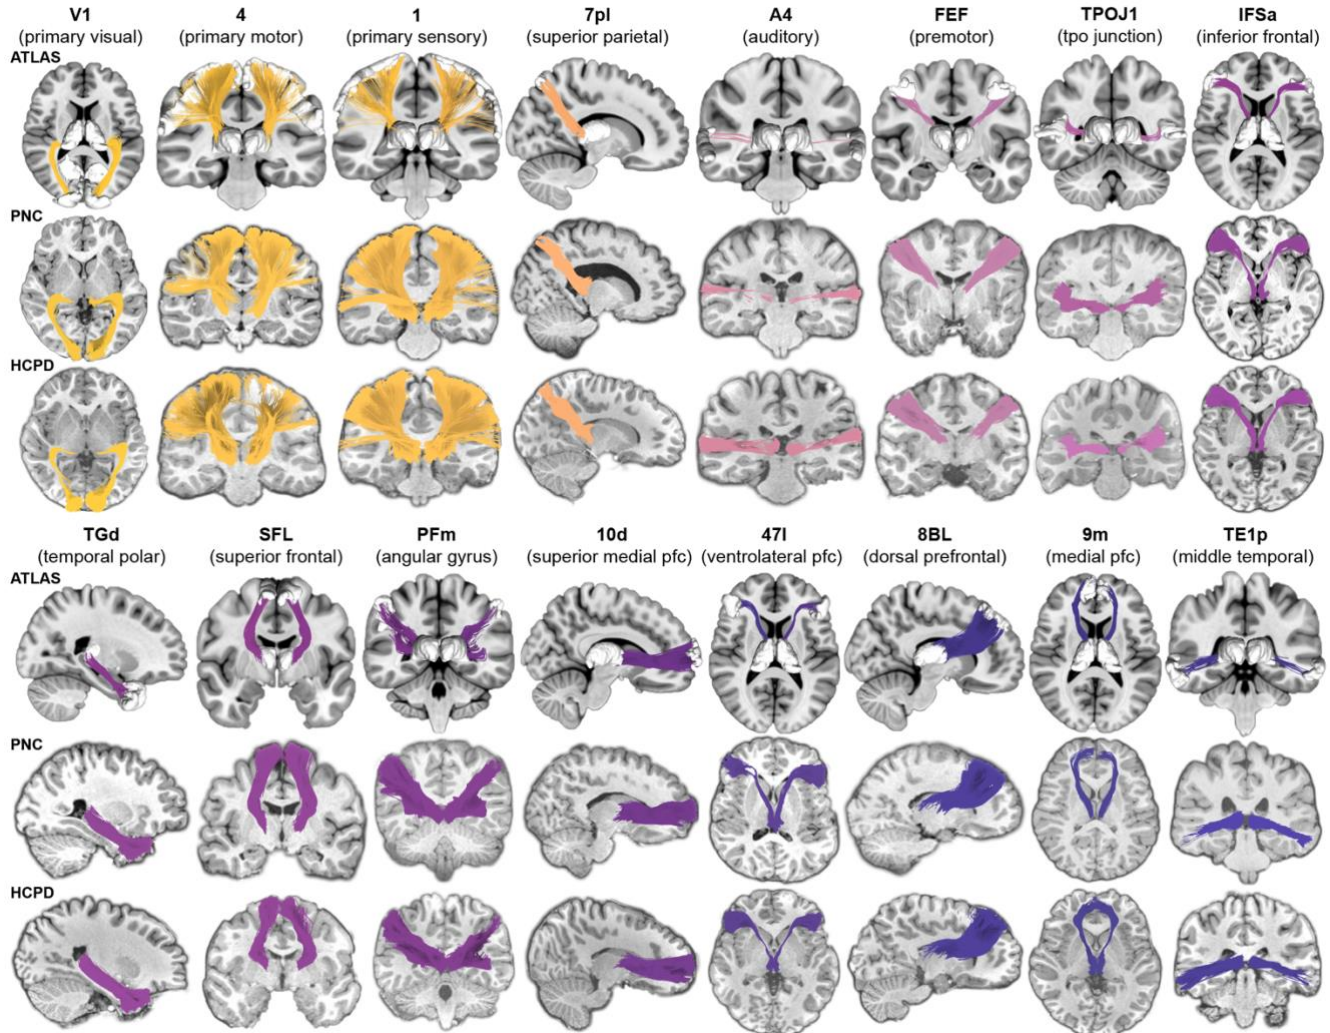 V1 4 1 7pl A4 FEF TPOJ1 IFSa
(primary visual) (primary motor) (primary sensory) (superior parietal) (auditory) (premotor) (tpo junction) (inferior frontal)
ATLAS
PNC
HCPD
TGd SFL PFm 10d 47l 8BL 9m TE1p
(temporal polar) (superior frontal) (angular gyrus) (superior medial pfc) (ventrolateral pfc) (dorsal prefrontal) (medial pfc) (middle temporal)
ATLAS
PNC
HCPD